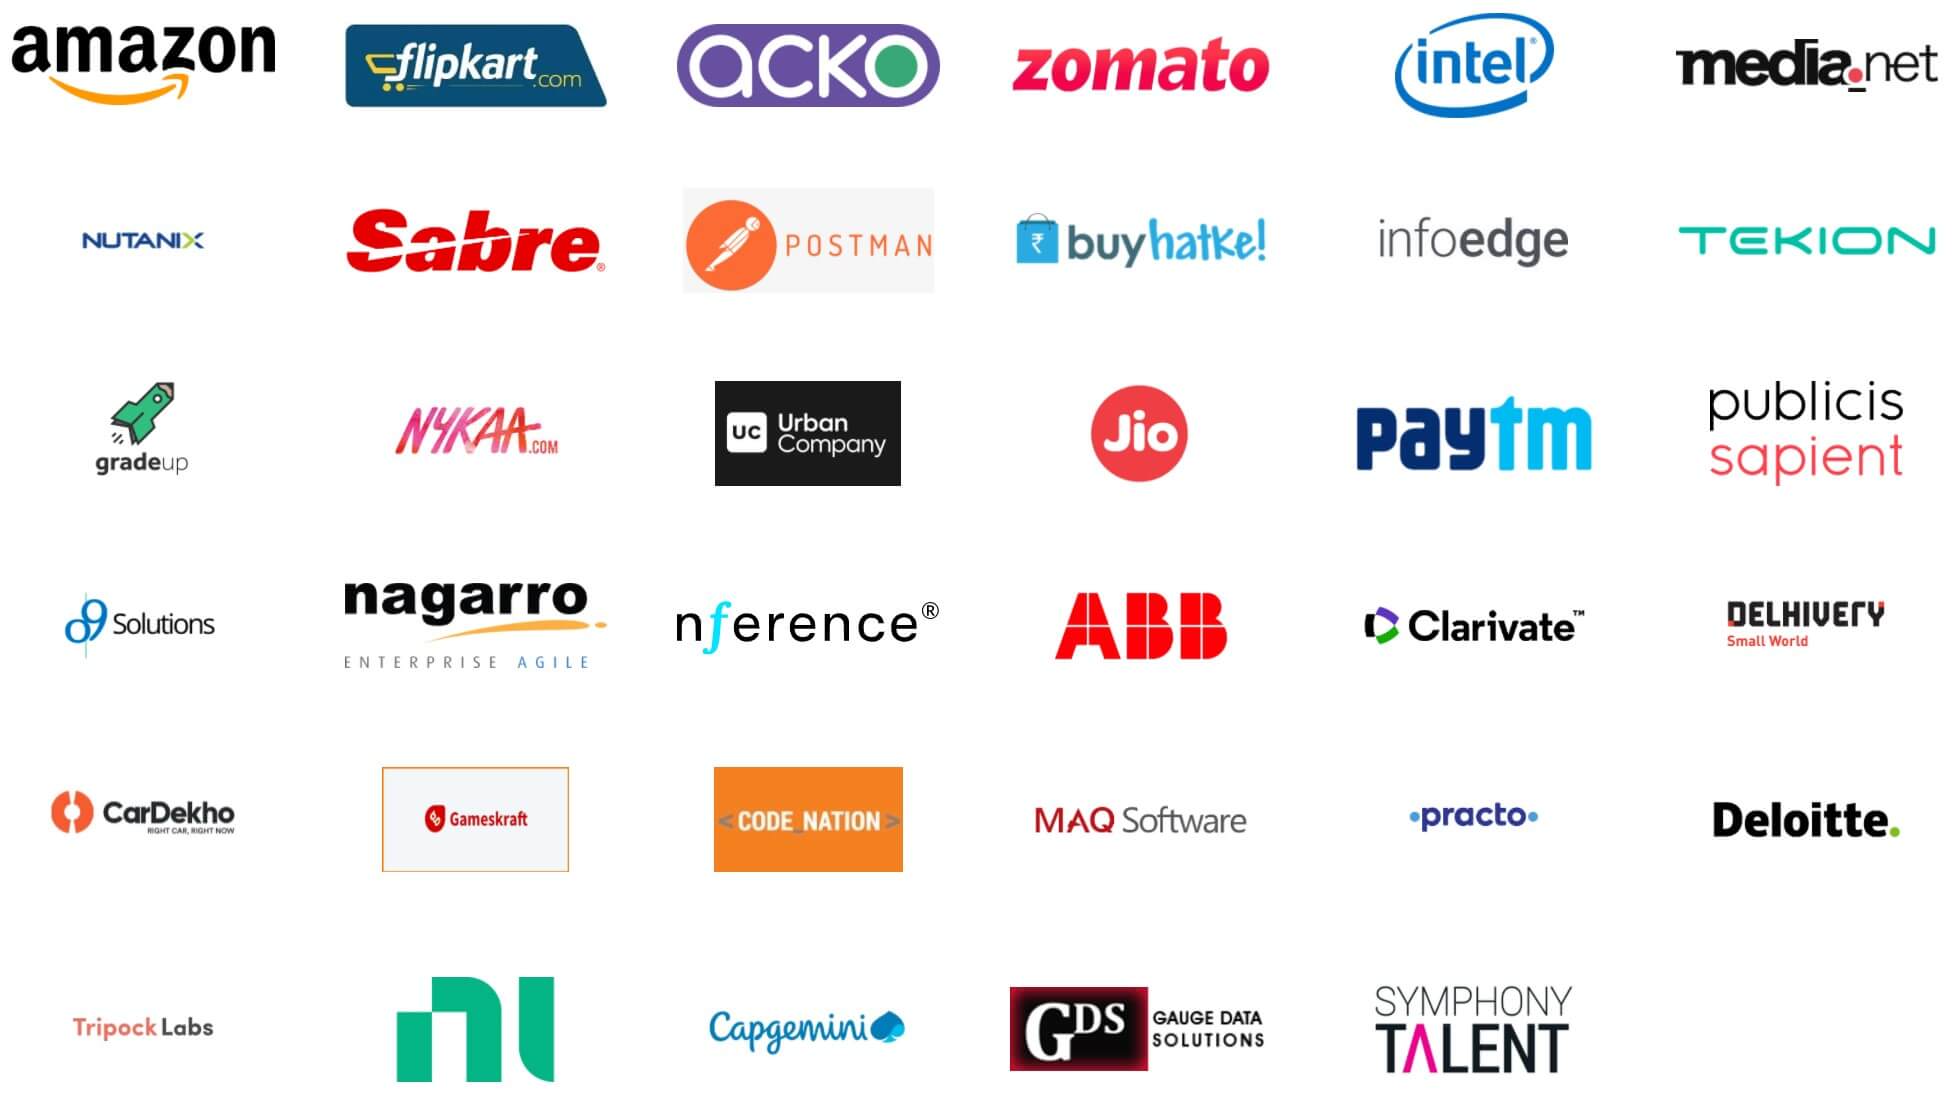 amazon
flipkart.com
acko
zomato
intel®
media.net
NUTANIX
Sabre®
POSTMAN
₹ buyhatke!
infoedge
TEKION
gradeup
NYKAA.COM
UC Urban
Company
Jio
paytm
publicis
sapient
o9 Solutions
nagarro
ENTERPRISE AGILE
nference®
ABB
Clarivate™
DELHIVERY
Small World
CarDekho
RIGHT CAR, RIGHT NOW
Gameskraft
<CODE_NATION>
MAQ Software
•practo•
Deloitte.
Tripock Labs
nı
Capgemini
GDS GAUGE DATA
SOLUTIONS
SYMPHONY
TALENT